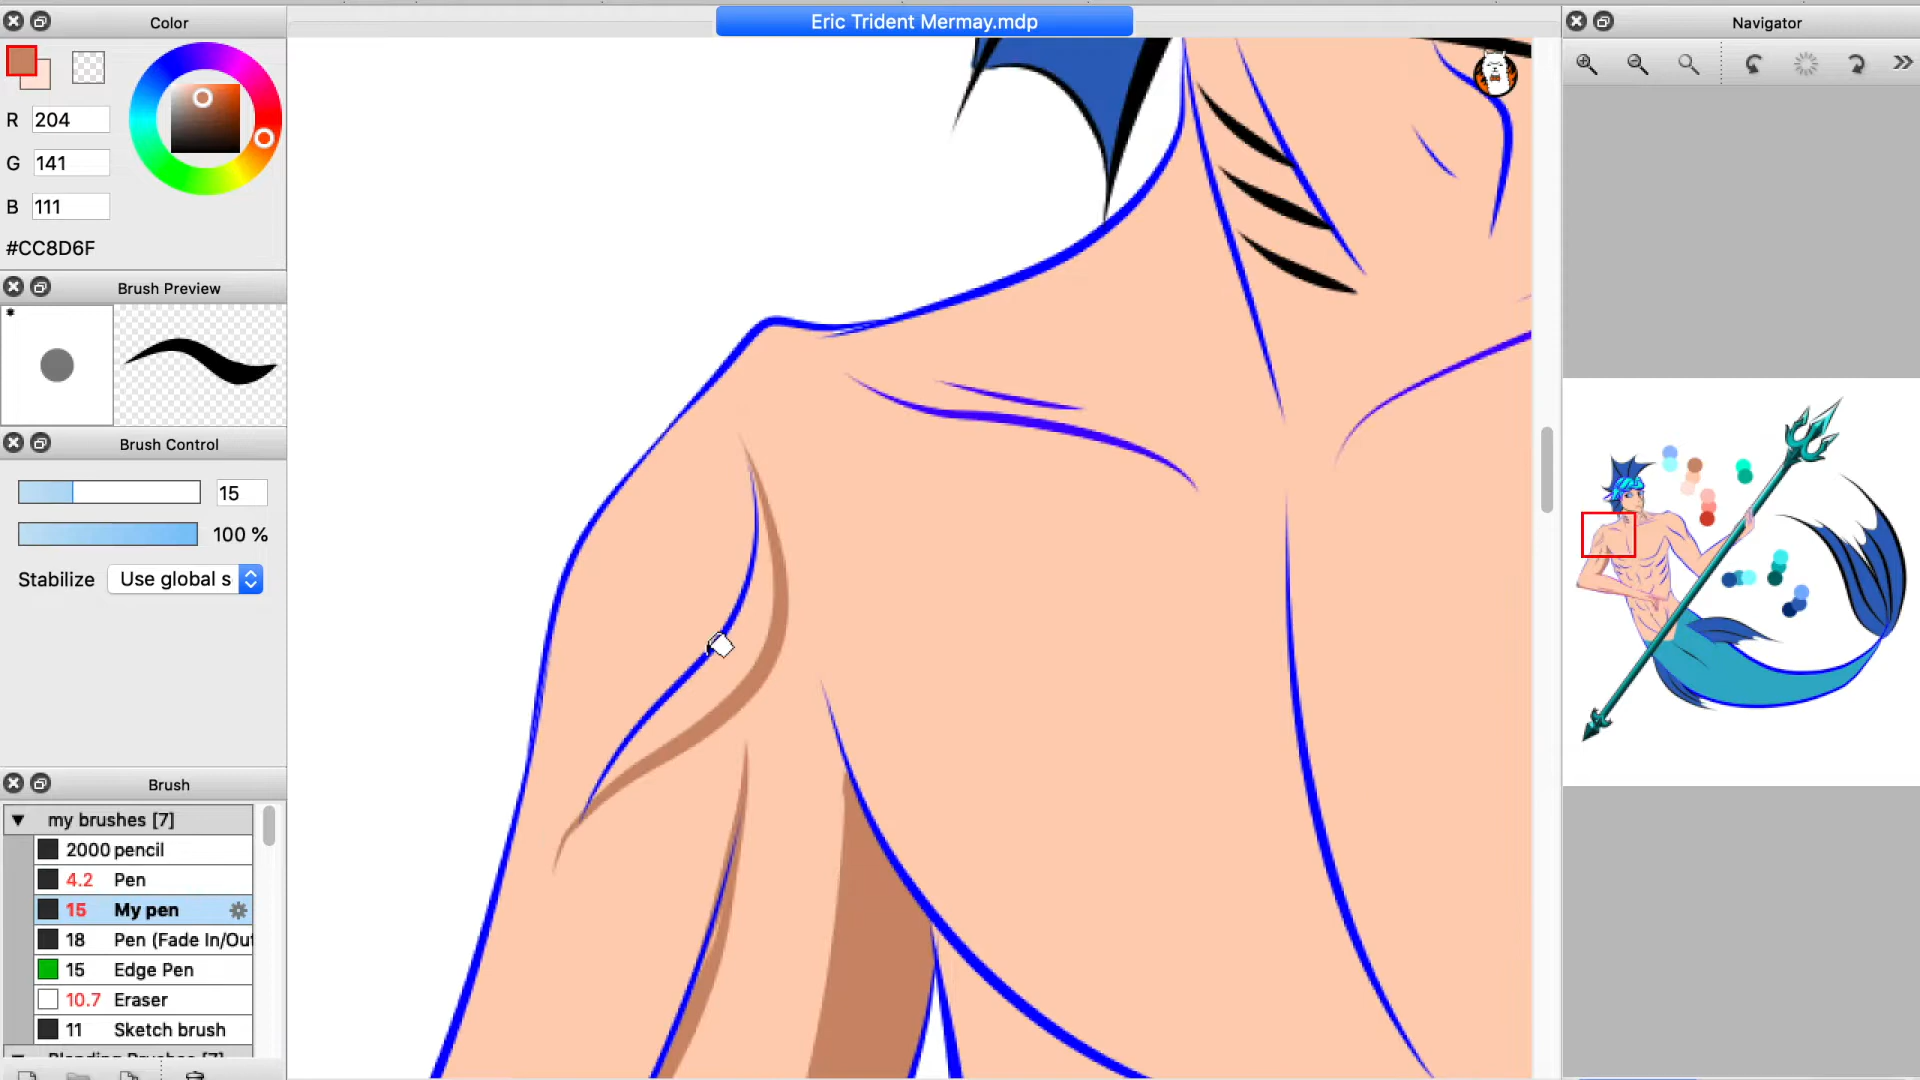 Color
Eric Trident Mermay.mdp
Navigator
R 204
G 141
B 111
#CC8D6F
Brush Preview
*
Brush Control
15
100 %
Stabilize Use global s
Brush
my brushes [7]
2000 pencil
4.2 Pen
15 My pen
18 Pen (Fade In/Out
15 Edge Pen
10.7 Eraser
11 Sketch brush
Blending Brushes [7]